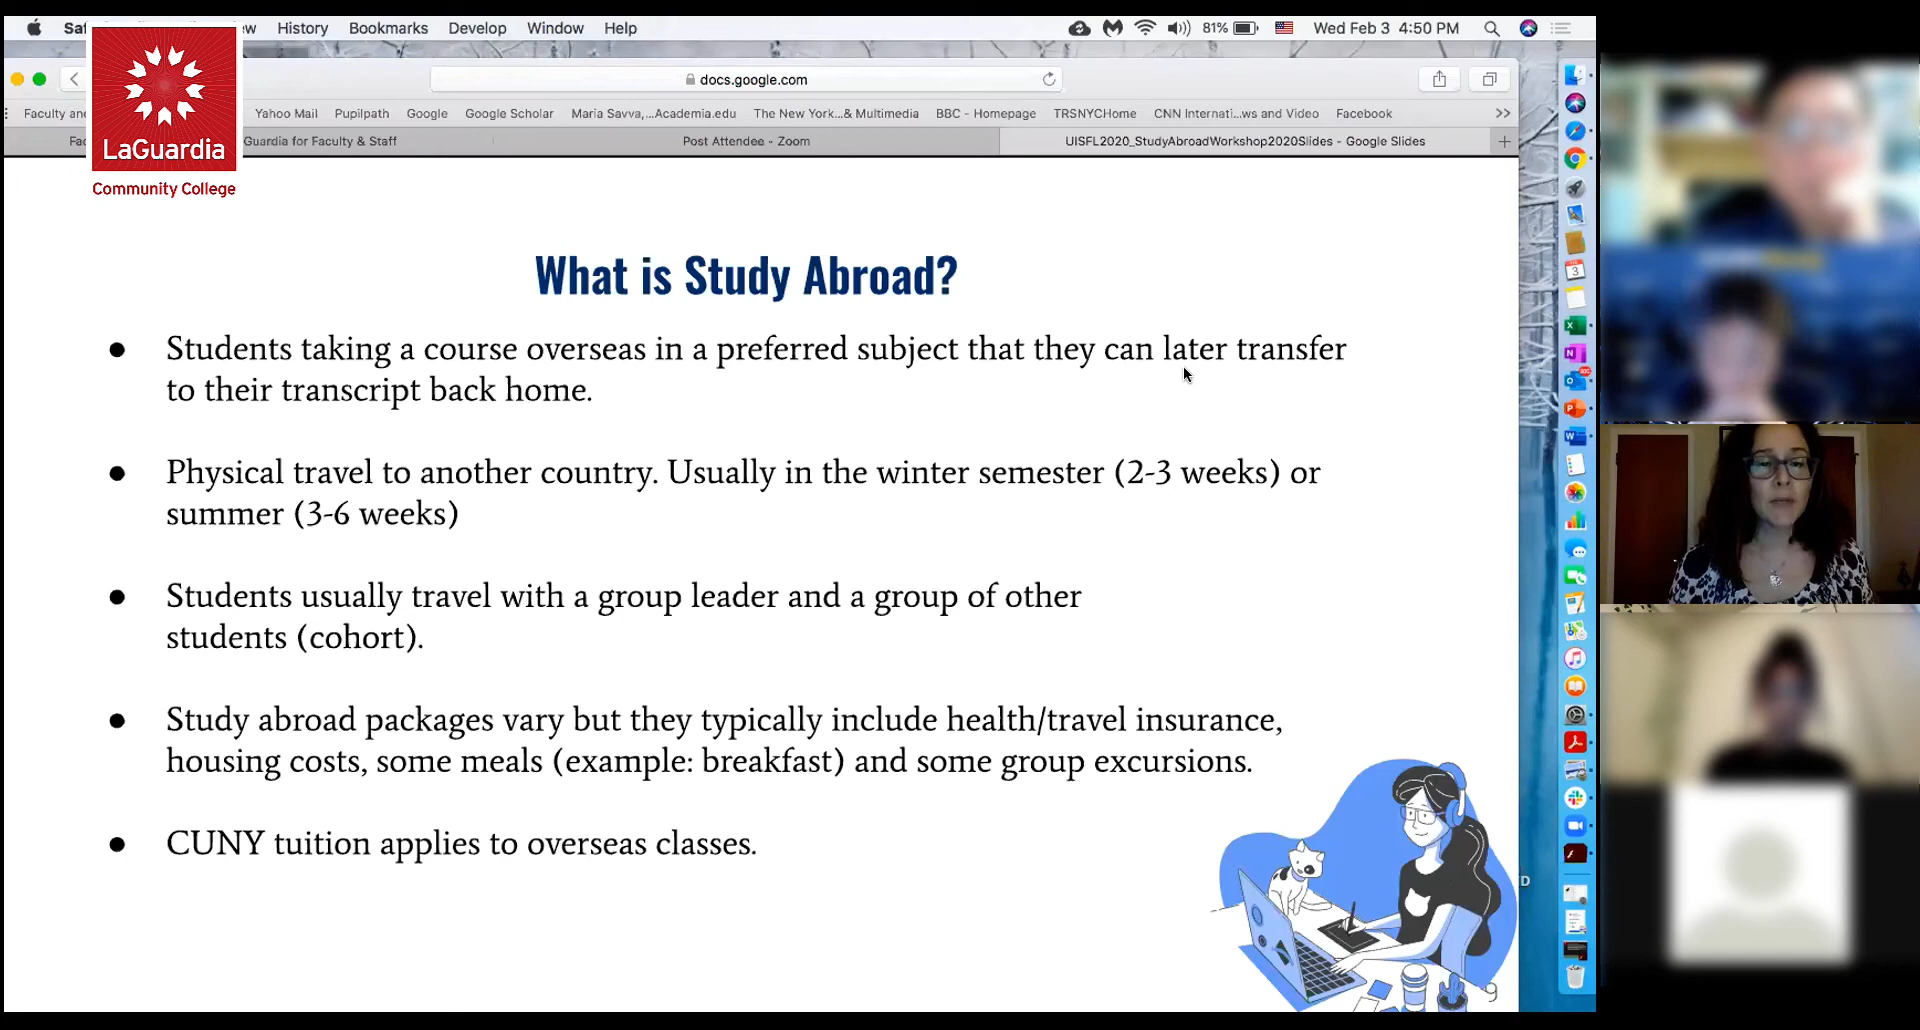 Saf
ew
History
Bookmarks
Develop
Window
Help
81%
Wed Feb 3 4:50 PM
LaGuardia
Community College
docs.google.com
Faculty an
Yahoo Mail
Pupilpath
Google
Google Scholar
Maria Savva,...Academia.edu
The New York...& Multimedia
BBC - Homepage
TRSNYCHome
CNN Internati...ws and Video
Facebook
>>
Fac
Guardia for Faculty & Staff
Post Attendee - Zoom
UISFL2020_StudyAbroadWorkshop2020Slides - Google Slides
What is Study Abroad?
● Students taking a course overseas in a preferred subject that they can later transfer
to their transcript back home.
● Physical travel to another country. Usually in the winter semester (2-3 weeks) or
summer (3-6 weeks)
● Students usually travel with a group leader and a group of other
students (cohort).
● Study abroad packages vary but they typically include health/travel insurance,
housing costs, some meals (example: breakfast) and some group excursions.
● CUNY tuition applies to overseas classes.
9